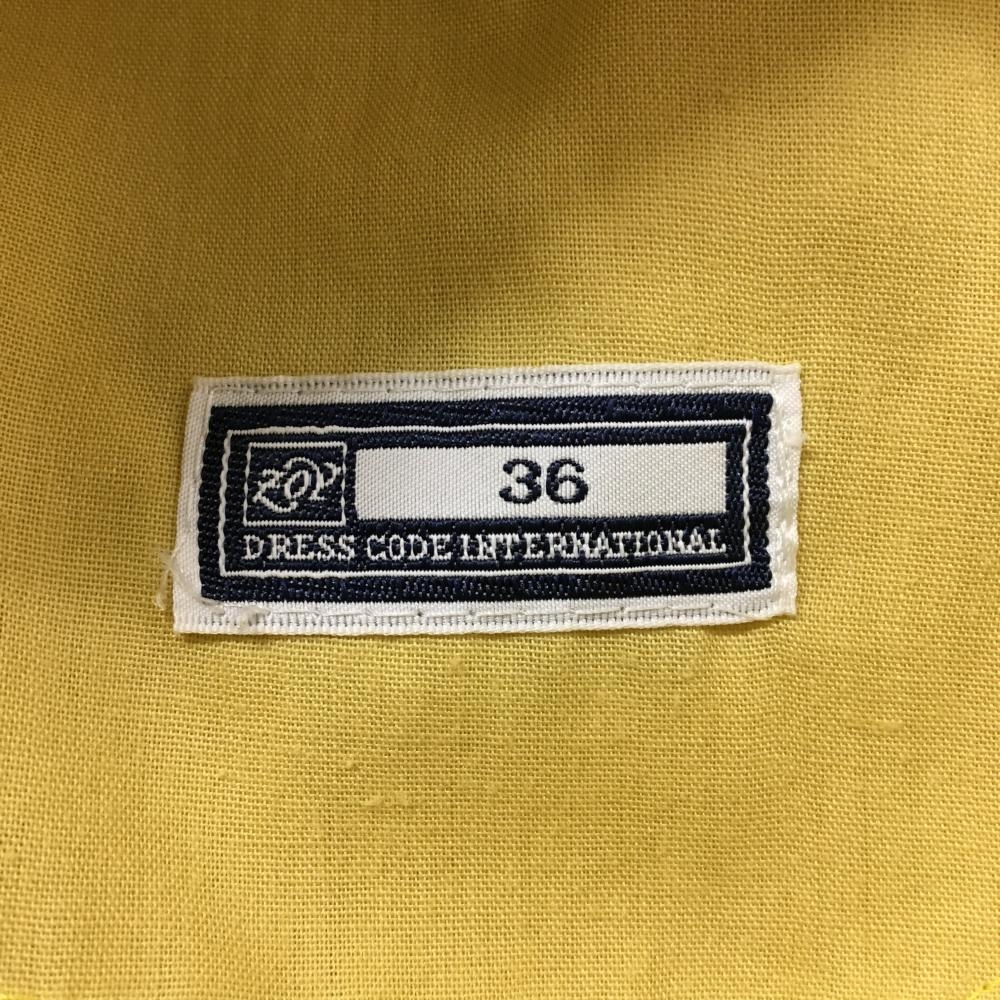 ZOY
36
DRESS CODE INTERNATIONAL